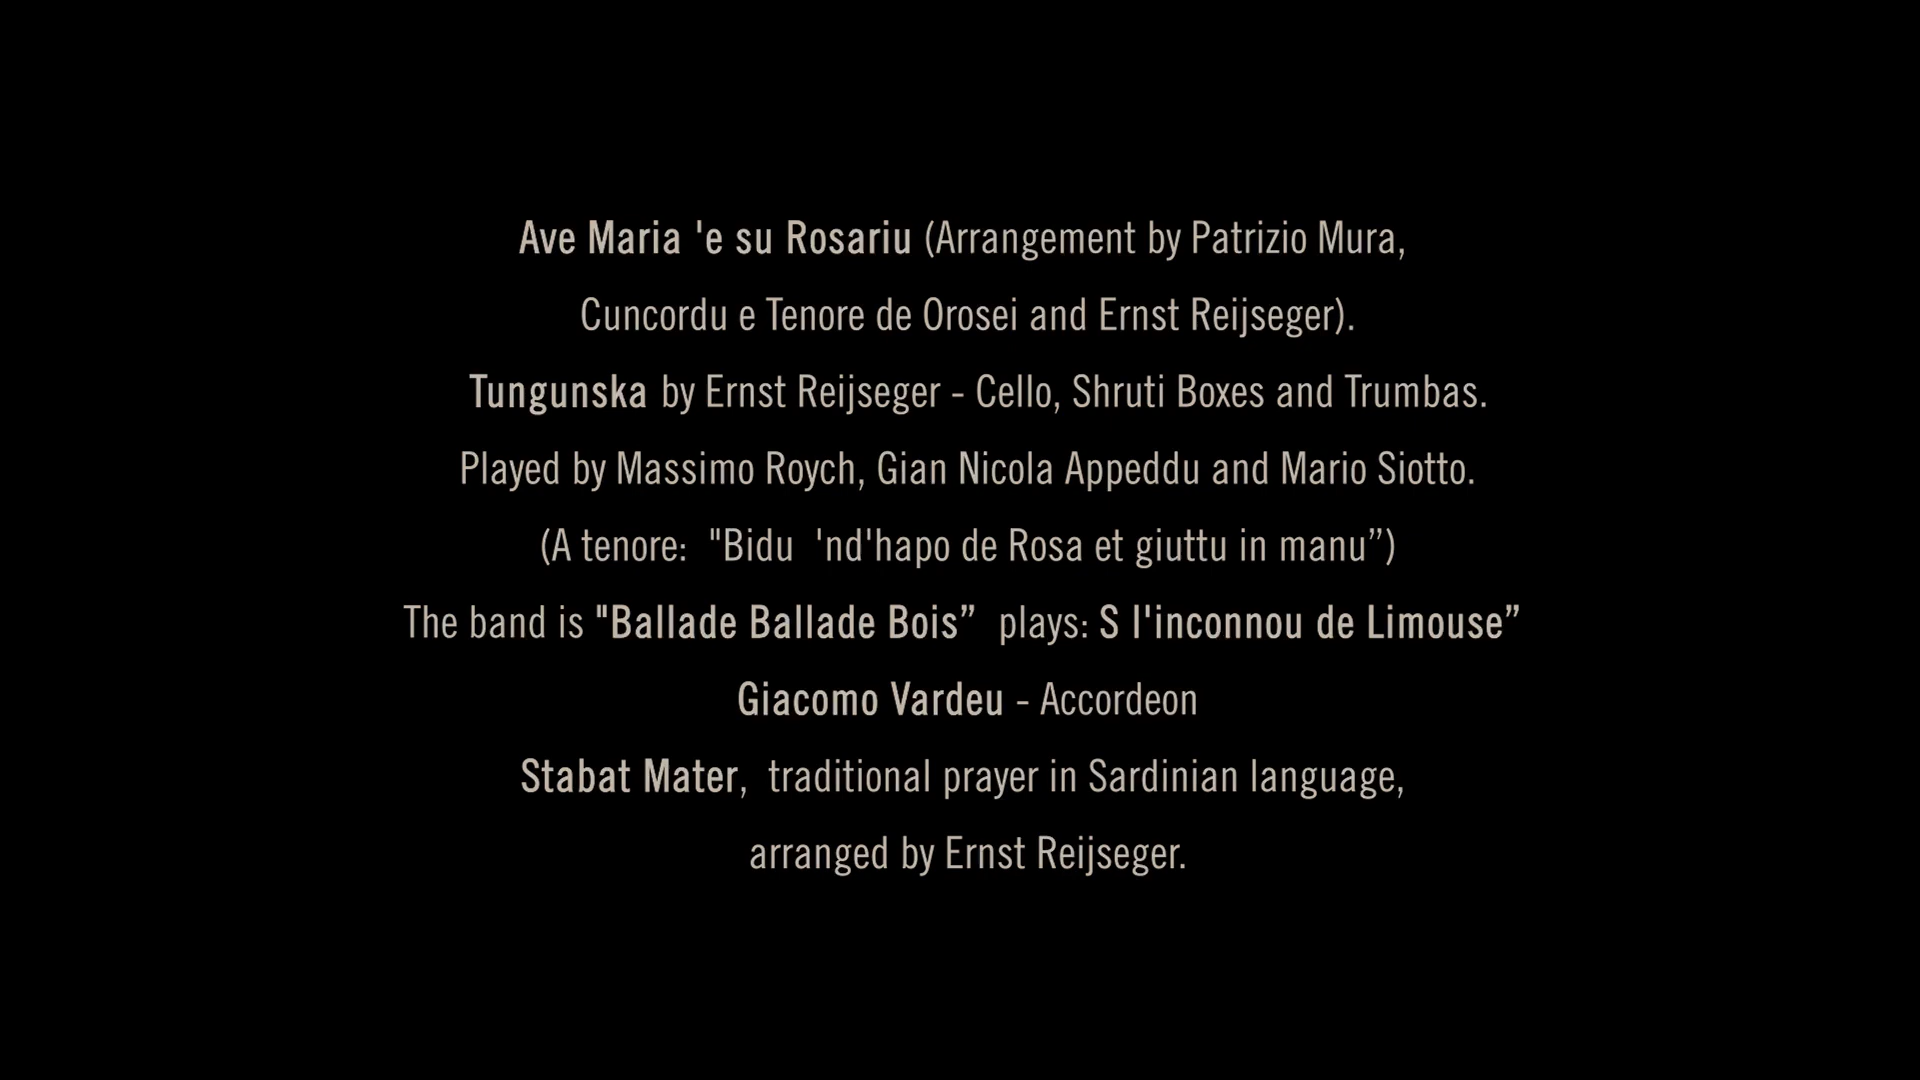 Ave Maria 'e su Rosariu (Arrangement by Patrizio Mura,
Cuncordu e Tenore de Orosei and Ernst Reijseger).
Tungunska by Ernst Reijseger - Cello, Shruti Boxes and Trumbas.
Played by Massimo Roych, Gian Nicola Appeddu and Mario Siotto.
(A tenore:  "Bidu  'nd'hapo de Rosa et giuttu in manu”)
The band is "Ballade Ballade Bois”  plays: S l'inconnou de Limouse”
Giacomo Vardeu - Accordeon
Stabat Mater,  traditional prayer in Sardinian language,
arranged by Ernst Reijseger.